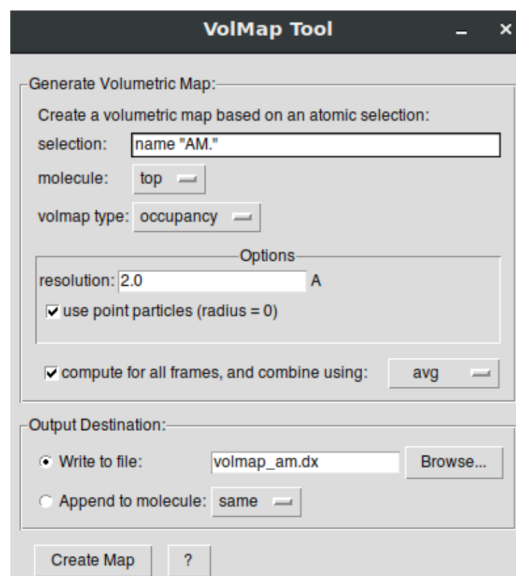 VolMap Tool
Generate Volumetric Map:
Create a volumetric map based on an atomic selection:
selection: name "AM."
molecule: top
volmap type: occupancy
Options
resolution: 2.0 A
use point particles (radius = 0)
compute for all frames, and combine using: avg
Output Destination:
Write to file: volmap_am.dx Browse...
Append to molecule: same
Create Map ?